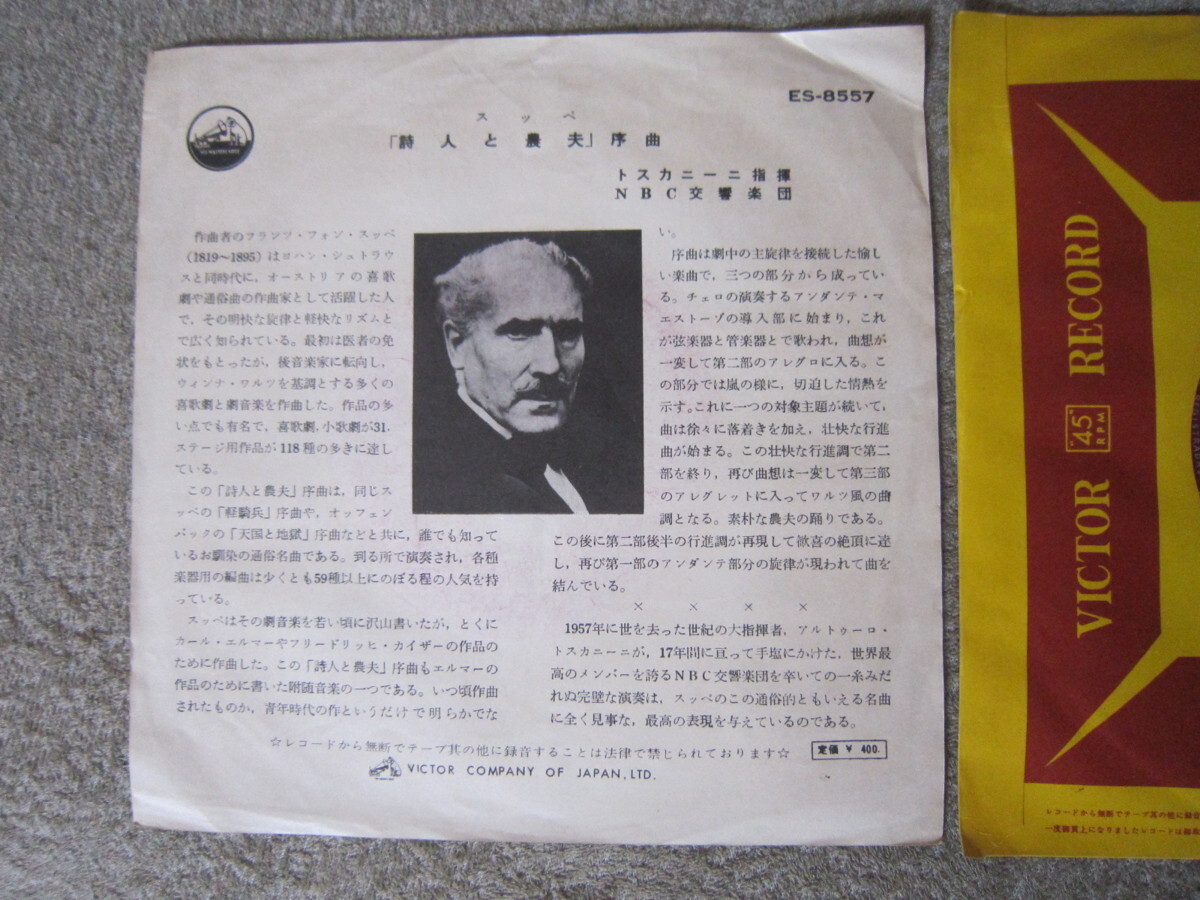 ES-8557
スッペ
「詩人と農夫」序曲
トスカニーニ指揮
NBC交響楽団
作曲者のフランツ・フォン・スッペ
(1819～1895)はヨハン・シュトラウ
スと同時代に，オーストリアの喜歌
劇や通俗曲の作曲家として活躍した人
で，その明快な旋律と軽快なリズムと
で広く知られている。最初は医者の免
状をもとったが，後音楽家に転向し，
ウィンナ・ワルツを基調とする多くの
喜歌劇と劇音楽を作曲した。作品の多
い点でも有名で，喜歌劇，小歌劇が31，
ステージ用作品が118種の多きに達し
ている。
この「詩人と農夫」序曲は，同じス
ッペの「軽騎兵」序曲や，オッフェン
バックの「天国と地獄」序曲などと共に，誰でも知って
いるお馴染の通俗名曲である。到る所で演奏され，各種
楽器用の編曲は少くとも59種以上にのぼる程の人気を持
っている。
スッペはその劇音楽を若い頃に沢山書いたが，とくに
カール・エルマーやフリードリッヒ・カイザーの作品の
ために作曲した。この「詩人と農夫」序曲もエルマーの
作品のために書いた附随音楽の一つである。いつ頃作曲
されたものか，青年時代の作というだけで明らかでな
い。
序曲は劇中の主旋律を接続した愉し
い楽曲で，三つの部分から成ってい
る。チェロの演奏するアンダンテ・マ
エストーゾの導入部に始まり，これ
が弦楽器と管楽器とで歌われ，曲想が
一変して第二部のアレグロに入る。こ
の部分では嵐の様に，切迫した情熱を
示す。これに一つの対象主題が続いて，
曲は徐々に落着きを加え，壮快な行進
曲が始まる。この壮快な行進調で第二
部を終り，再び曲想は一変して第三部
のアレグレットに入ってワルツ風の曲
調となる。素朴な農夫の踊りである。
この後に第二部後半の行進調が再現して歓喜の絶頂に達
し，再び第一部のアンダンテ部分の旋律が現われて曲を
結んでいる。
× × × ×
1957年に世を去った世紀の大指揮者，アルトゥーロ・
トスカニーニが，17年間に亘って手塩にかけた，世界最
高のメンバーを誇るNBC交響楽団を率いての一糸みだ
れぬ完璧な演奏は，スッペのこの通俗的ともいえる名曲
に全く見事な，最高の表現を与えているのである。
☆レコードから無断でテープ其の他に録音することは法律で禁じられております☆
定価 ¥ 400.
VICTOR COMPANY OF JAPAN, LTD.
VICTOR 45 RPM RECORD
レコードから無断でテープ其の他に録音